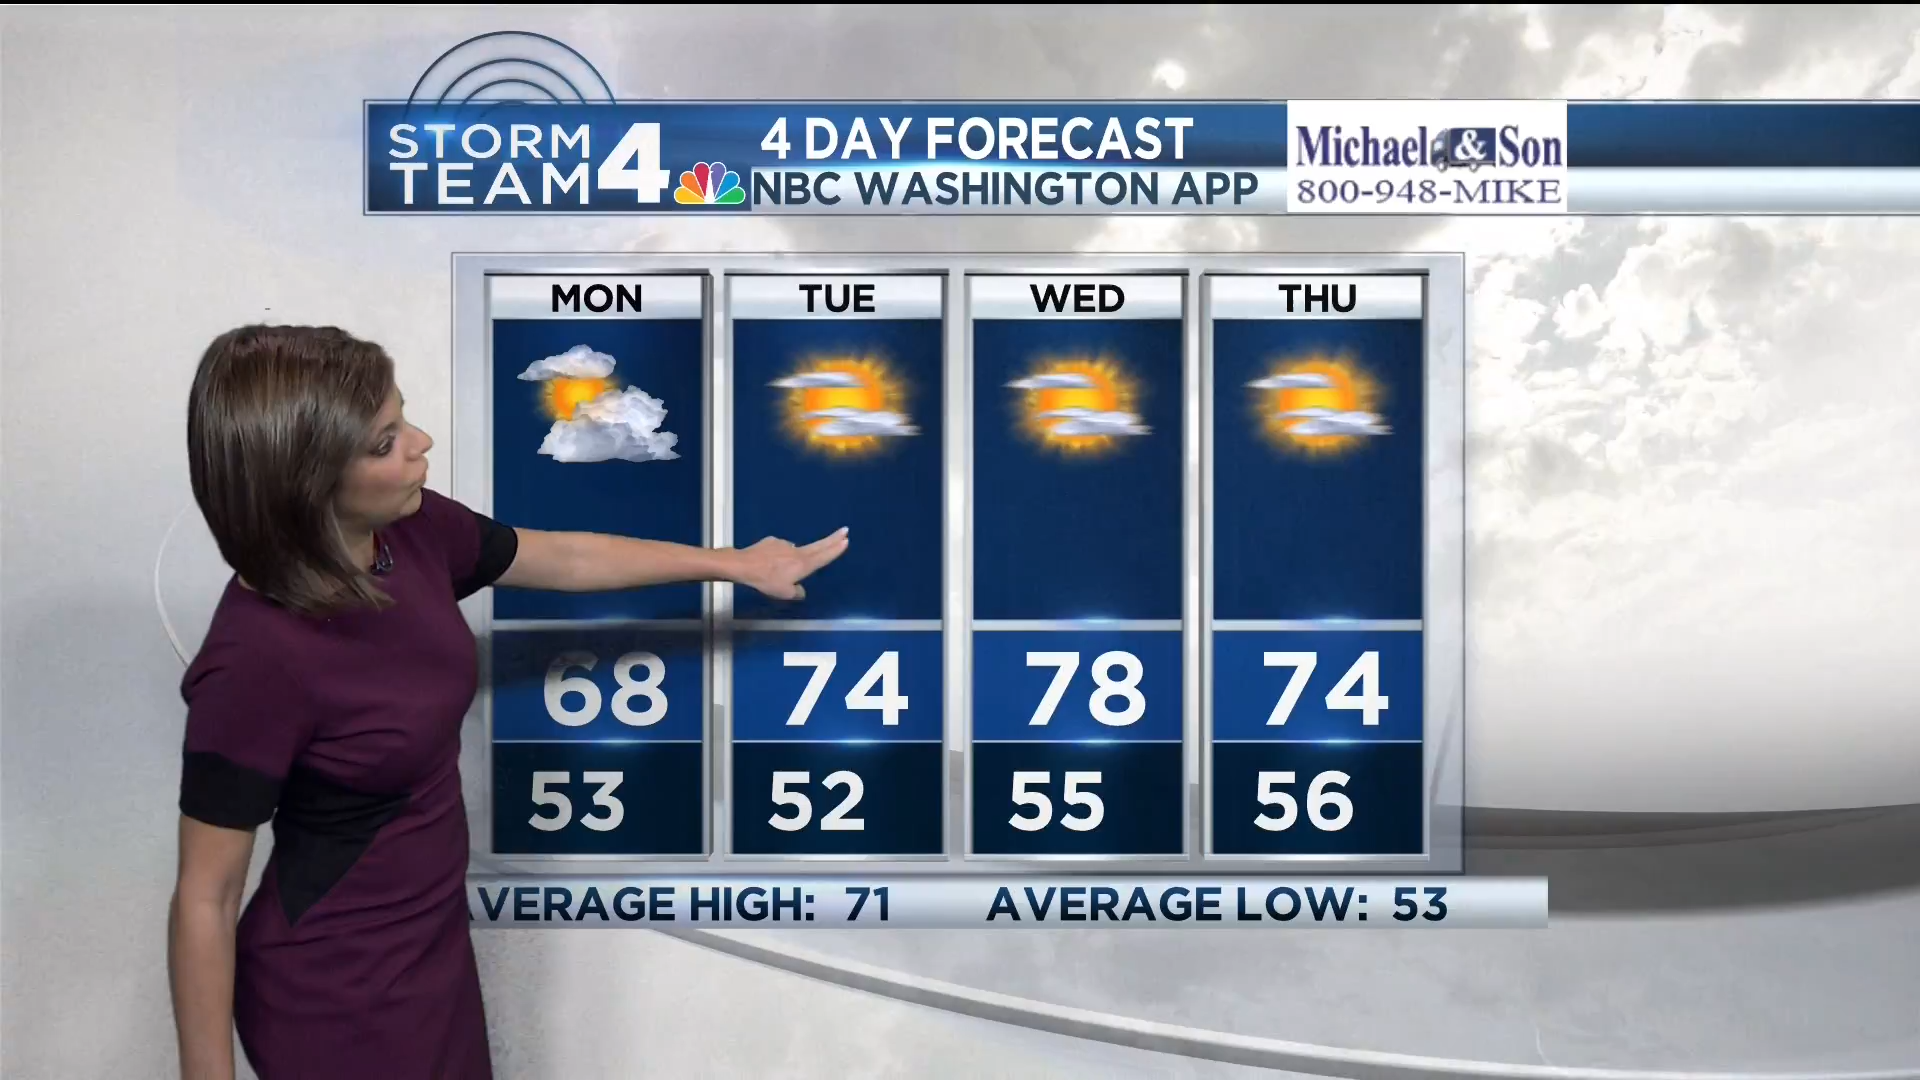 STORM
TEAM 4
4 DAY FORECAST
NBC WASHINGTON APP
Michael & Son
800-948-MIKE
MON TUE WED THU
68 74 78 74
53 52 55 56
VERAGE HIGH: 71 AVERAGE LOW: 53